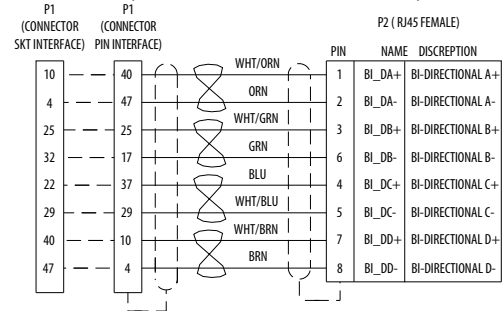 P1 P1
(CONNECTOR (CONNECTOR P2 ( RJ45 FEMALE)
SKT INTERFACE) PIN INTERFACE)
PIN NAME DISCREPTION
10 40 WHT/ORN 1 BI_DA+ BI-DIRECTIONAL A+
4 47 ORN 2 BI_DA- BI-DIRECTIONAL A-
25 25 WHT/GRN 3 BI_DB+ BI-DIRECTIONAL B+
32 17 GRN 6 BI_DB- BI-DIRECTIONAL B-
22 37 BLU 4 BI_DC+ BI-DIRECTIONAL C+
29 29 WHT/BLU 5 BI_DC- BI-DIRECTIONAL C-
40 10 WHT/BRN 7 BI_DD+ BI-DIRECTIONAL D+
47 4 BRN 8 BI_DD- BI-DIRECTIONAL D-